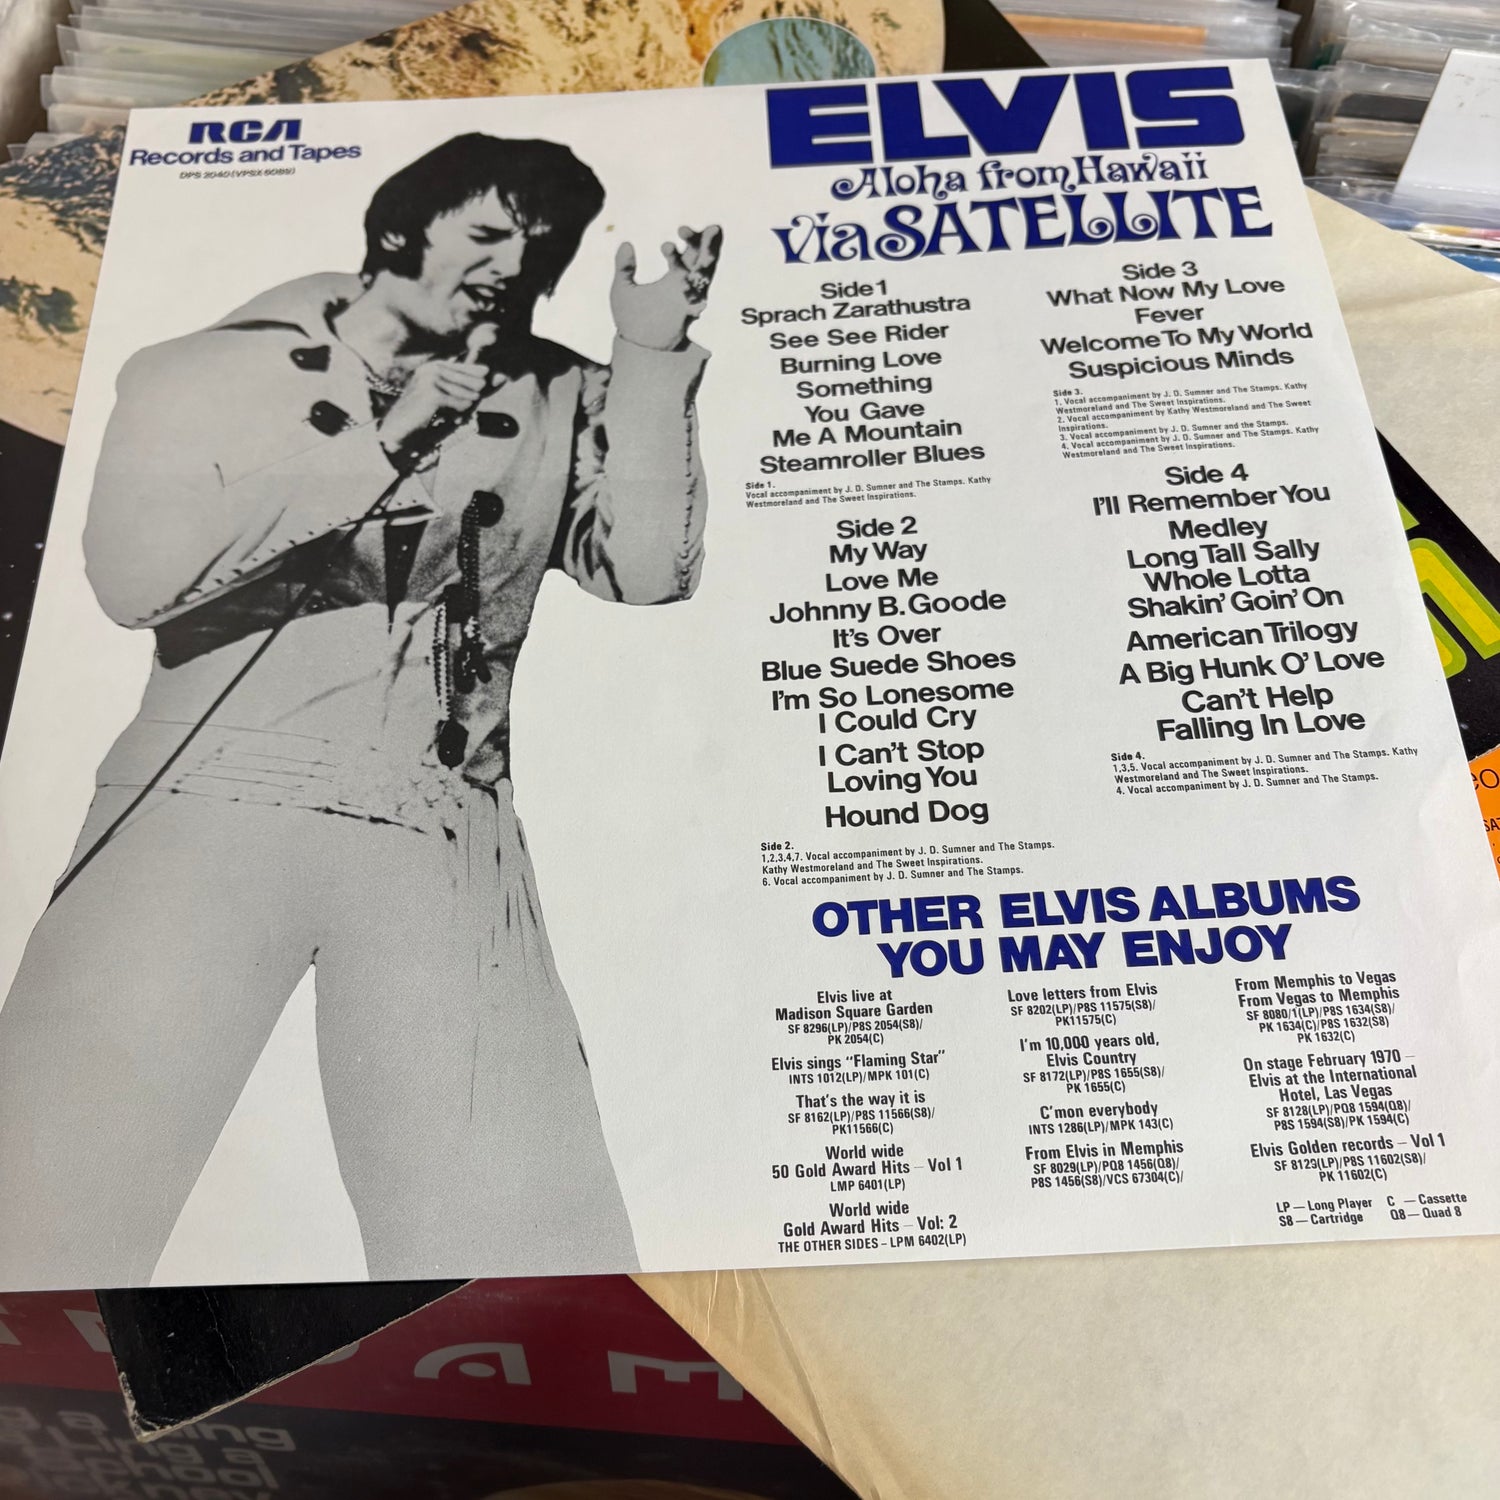 RCA
Records and Tapes
DPS 2040 (VPSX 6089)
ELVIS
Aloha from Hawaii
via SATELLITE
Side 1
Sprach Zarathustra
See See Rider
Burning Love
Something
You Gave
Me A Mountain
Steamroller Blues
Side 1.
Vocal accompaniment by J. D. Sumner and The Stamps. Kathy
Westmoreland and The Sweet Inspirations.
Side 2
My Way
Love Me
Johnny B. Goode
It's Over
Blue Suede Shoes
I'm So Lonesome
I Could Cry
I Can't Stop
Loving You
Hound Dog
Side 2.
1,2,3,4,7. Vocal accompaniment by J. D. Sumner and The Stamps.
Kathy Westmoreland and The Sweet Inspirations.
6. Vocal accompaniment by J. D. Sumner and The Stamps.
Side 3
What Now My Love
Fever
Welcome To My World
Suspicious Minds
Side 3.
1. Vocal accompaniment by J. D. Sumner and The Stamps. Kathy
Westmoreland and The Sweet Inspirations.
2. Vocal accompaniment by Kathy Westmoreland and The Sweet
Inspirations.
3. Vocal accompaniment by J. D. Sumner and the Stamps.
4. Vocal accompaniment by J. D. Sumner and The Stamps. Kathy
Westmoreland and The Sweet Inspirations.
Side 4
I'll Remember You
Medley
Long Tall Sally
Whole Lotta
Shakin' Goin' On
American Trilogy
A Big Hunk O' Love
Can't Help
Falling In Love
Side 4.
1,3,5. Vocal accompaniment by J. D. Sumner and The Stamps. Kathy
Westmoreland and The Sweet Inspirations.
4. Vocal accompaniment by J. D. Sumner and The Stamps.
OTHER ELVIS ALBUMS
YOU MAY ENJOY
Elvis live at
Madison Square Garden
SF 8296(LP)/P8S 2054(S8)/
PK 2054(C)
Elvis sings "Flaming Star"
INTS 1012(LP)/MPK 101(C)
That's the way it is
SF 8162(LP)/P8S 11566(S8)/
PK11566(C)
World wide
50 Gold Award Hits – Vol 1
LMP 6401(LP)
World wide
Gold Award Hits – Vol: 2
THE OTHER SIDES – LPM 6402(LP)
Love letters from Elvis
SF 8202(LP)/P8S 11575(S8)/
PK11575(C)
I'm 10,000 years old,
Elvis Country
SF 8172(LP)/P8S 1655(S8)/
PK 1655(C)
C'mon everybody
INTS 1286(LP)/MPK 143(C)
From Elvis in Memphis
SF 8029(LP)/PQ8 1456(Q8)/
P8S 1456(S8)/VCS 67304(C)/
From Memphis to Vegas
From Vegas to Memphis
SF 8080/1(LP)/P8S 1634(S8)/
PK 1634(C)/P8S 1632(S8)
PK 1632(C)
On stage February 1970 –
Elvis at the International
Hotel, Las Vegas
SF 8128(LP)/PQ8 1594(Q8)/
P8S 1594(S8)/PK 1594(C)
Elvis Golden records – Vol 1
SF 8129(LP)/P8S 11602(S8)/
PK 11602(C)
LP — Long Player C — Cassette
S8 — Cartridge Q8 — Quad 8